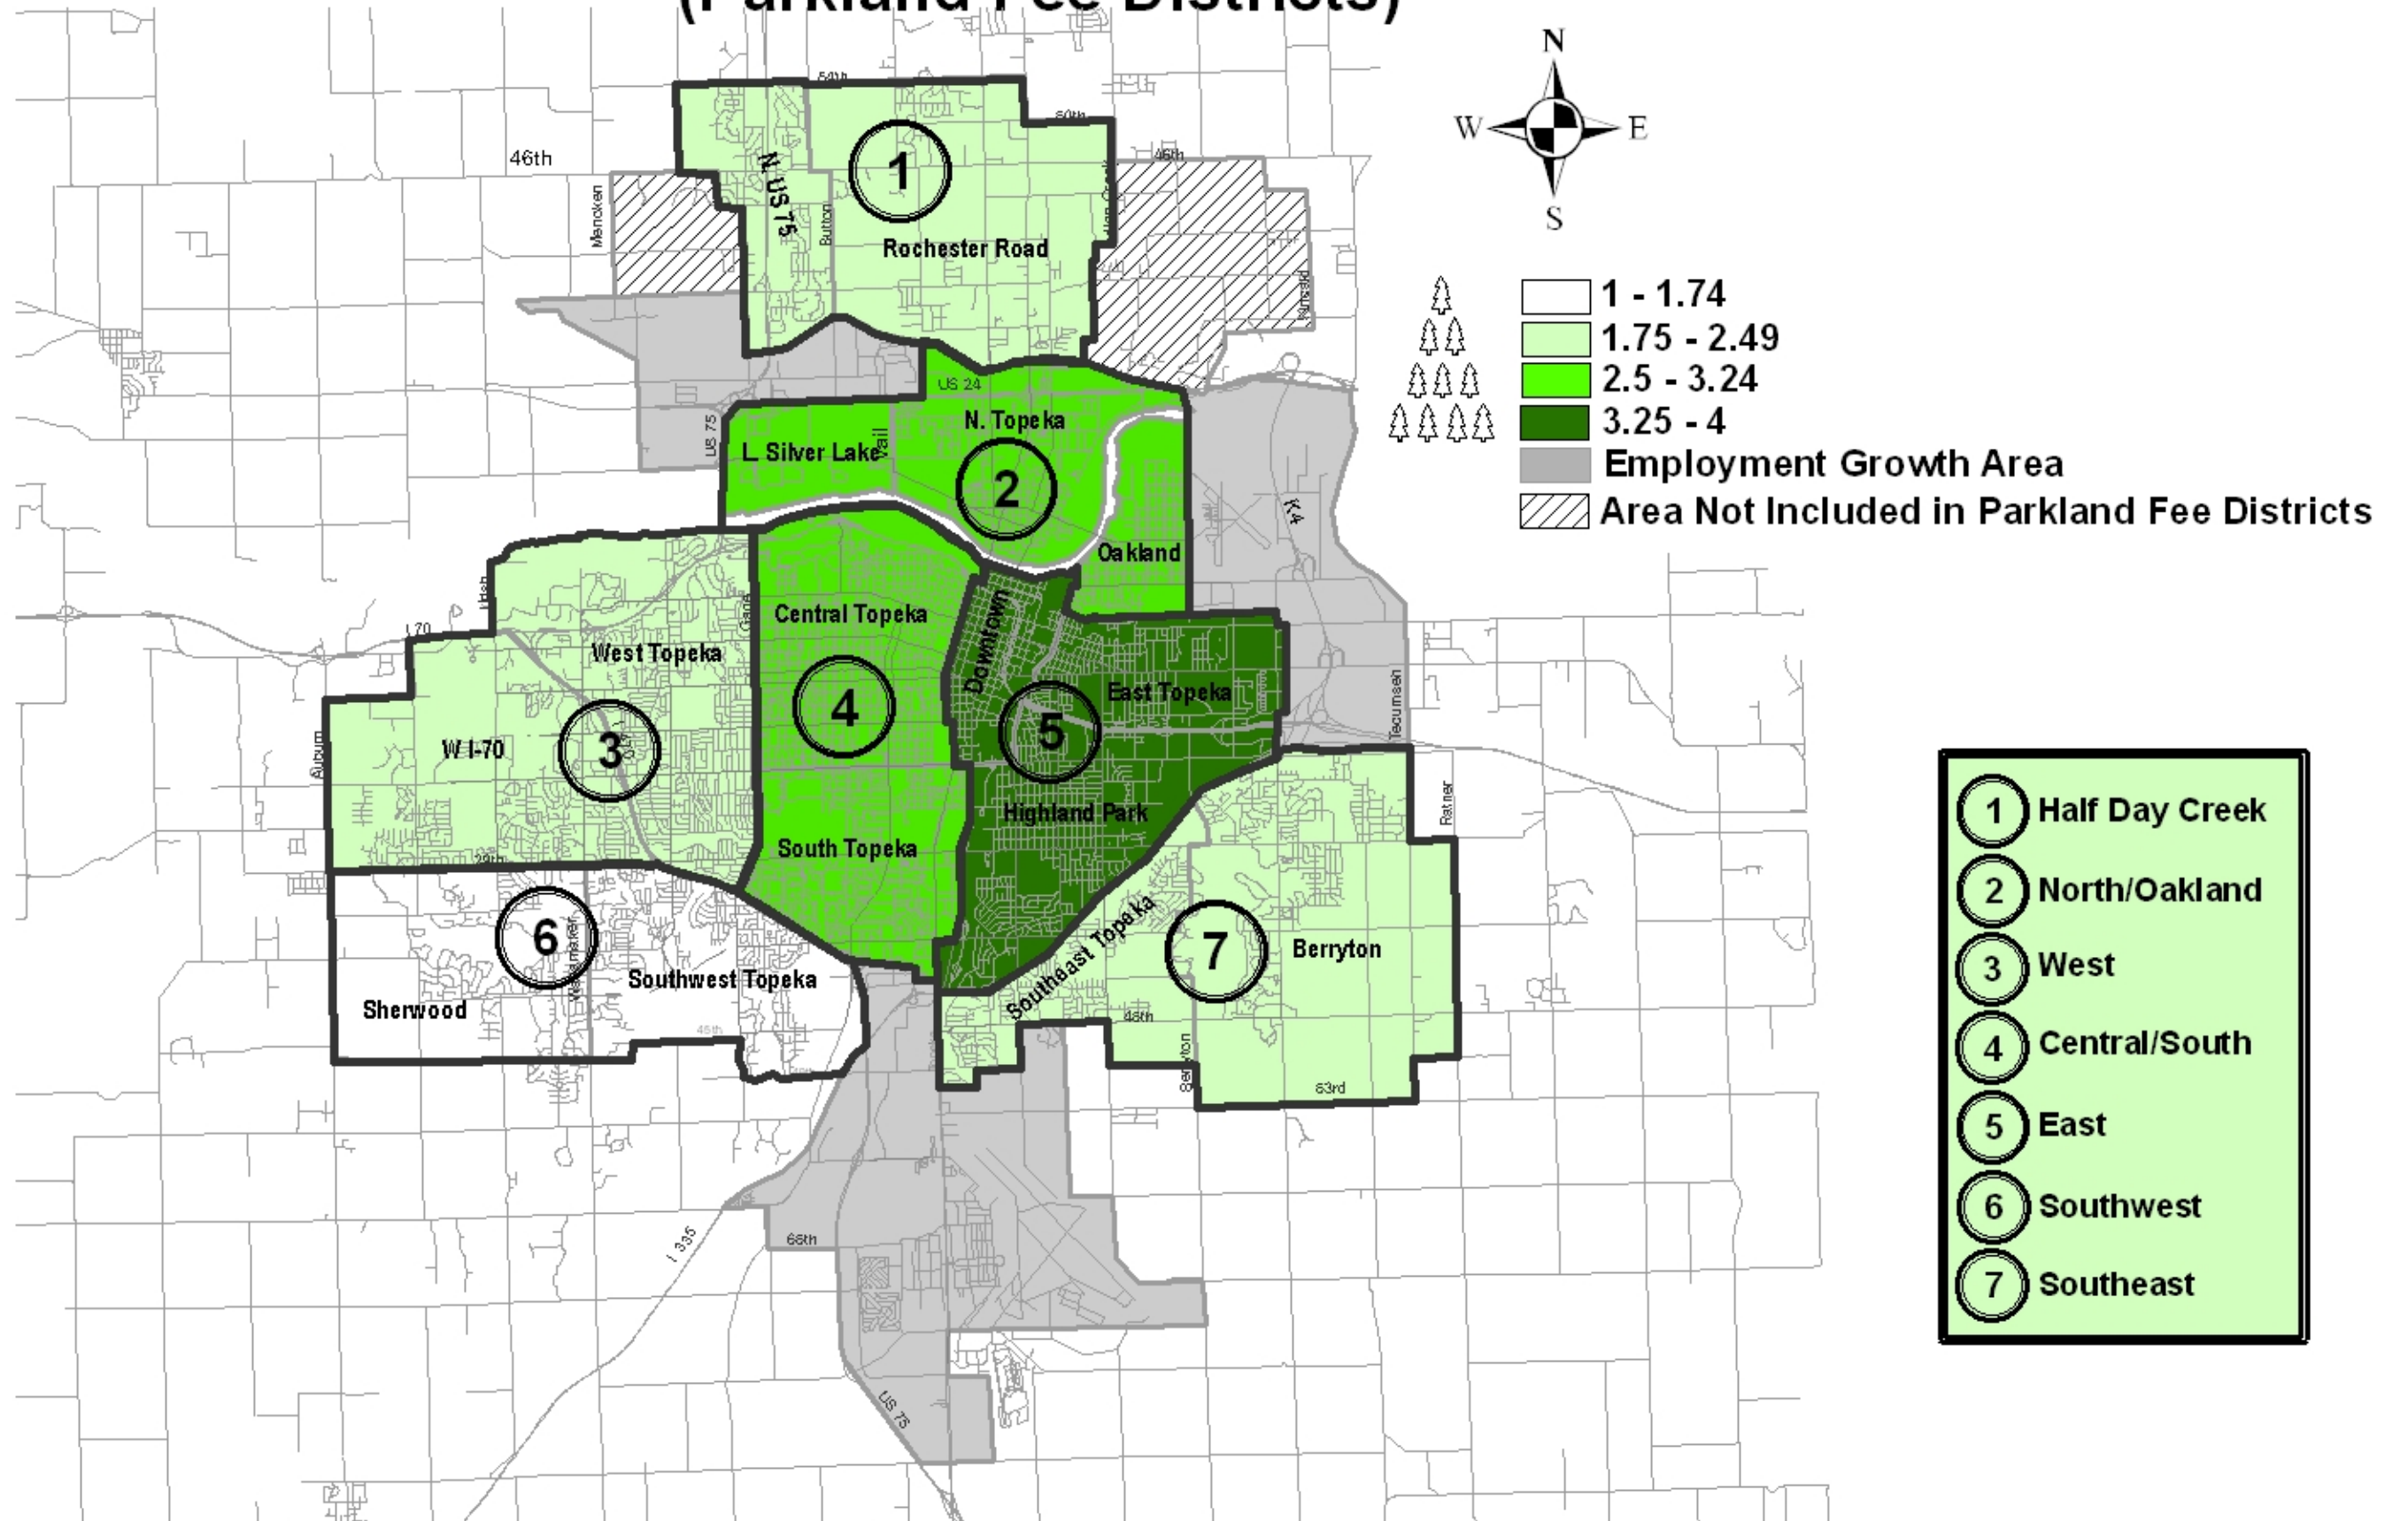 (Parkland Fee Districts)
N
W E
S
54th
50th
46th
46th
Menoken
N. US 75
Button
1
Rochester Road
1 - 1.74
1.75 - 2.49
2.5 - 3.24
3.25 - 4
Employment Growth Area
Area Not Included in Parkland Fee Districts
US 24
US 75
N. Topeka
L. Silver Lake
2
K4
Oakland
I 70
Central Topeka
Downtown
West Topeka
East Topeka
Tecumseh
4
5
3
W I-70
Auburn
Ratner
Highland Park
South Topeka
29th
6
Southeast Topeka
7
Berryton
Southwest Topeka
Sherwood
45th
45th
Berryton
53rd
I 335
66th
US 75
1 Half Day Creek
2 North/Oakland
3 West
4 Central/South
5 East
6 Southwest
7 Southeast